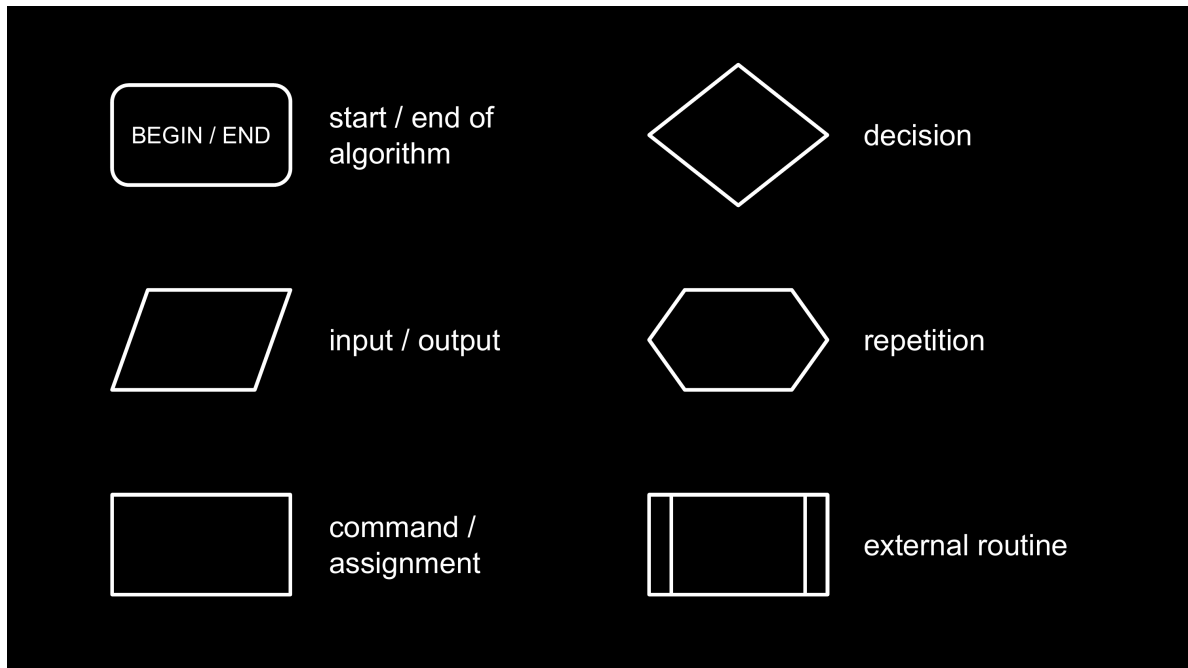 BEGIN / END
start / end of
algorithm
decision
input / output
repetition
command /
assignment
external routine